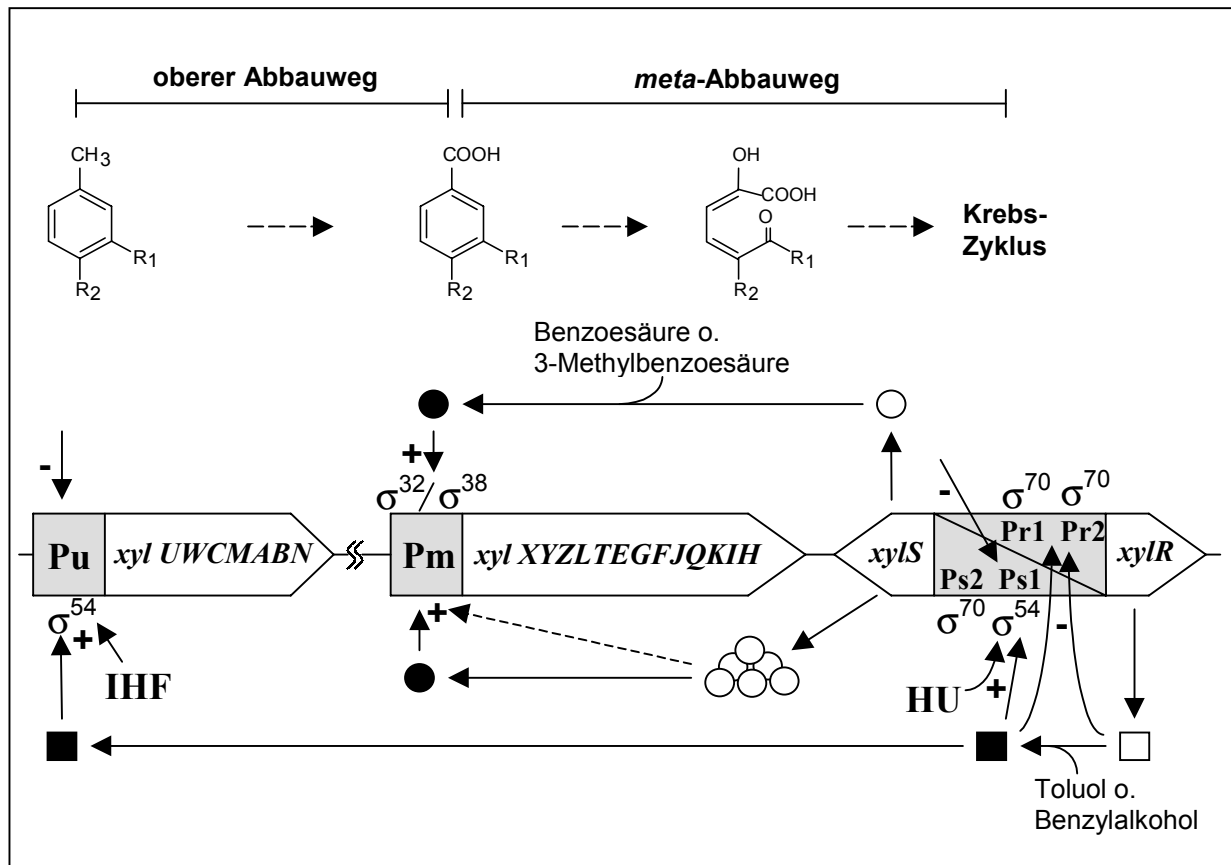 oberer Abbauweg
meta-Abbauweg
CH3
R1
R2
COOH
R1
R2
OH
COOH
O
R1
R2
Krebs-
Zyklus
Benzoesäure o.
3-Methylbenzoesäure
-
+
σ32 / σ38
-
σ70 σ70
Pu
xyl UWCMABN
Pm
xyl XYZLTEGFJQKIH
xylS
Pr1 Pr2
Ps2 Ps1
xylR
σ54
+
IHF
+
σ70 σ54
-
HU
+
Toluol o.
Benzylalkohol